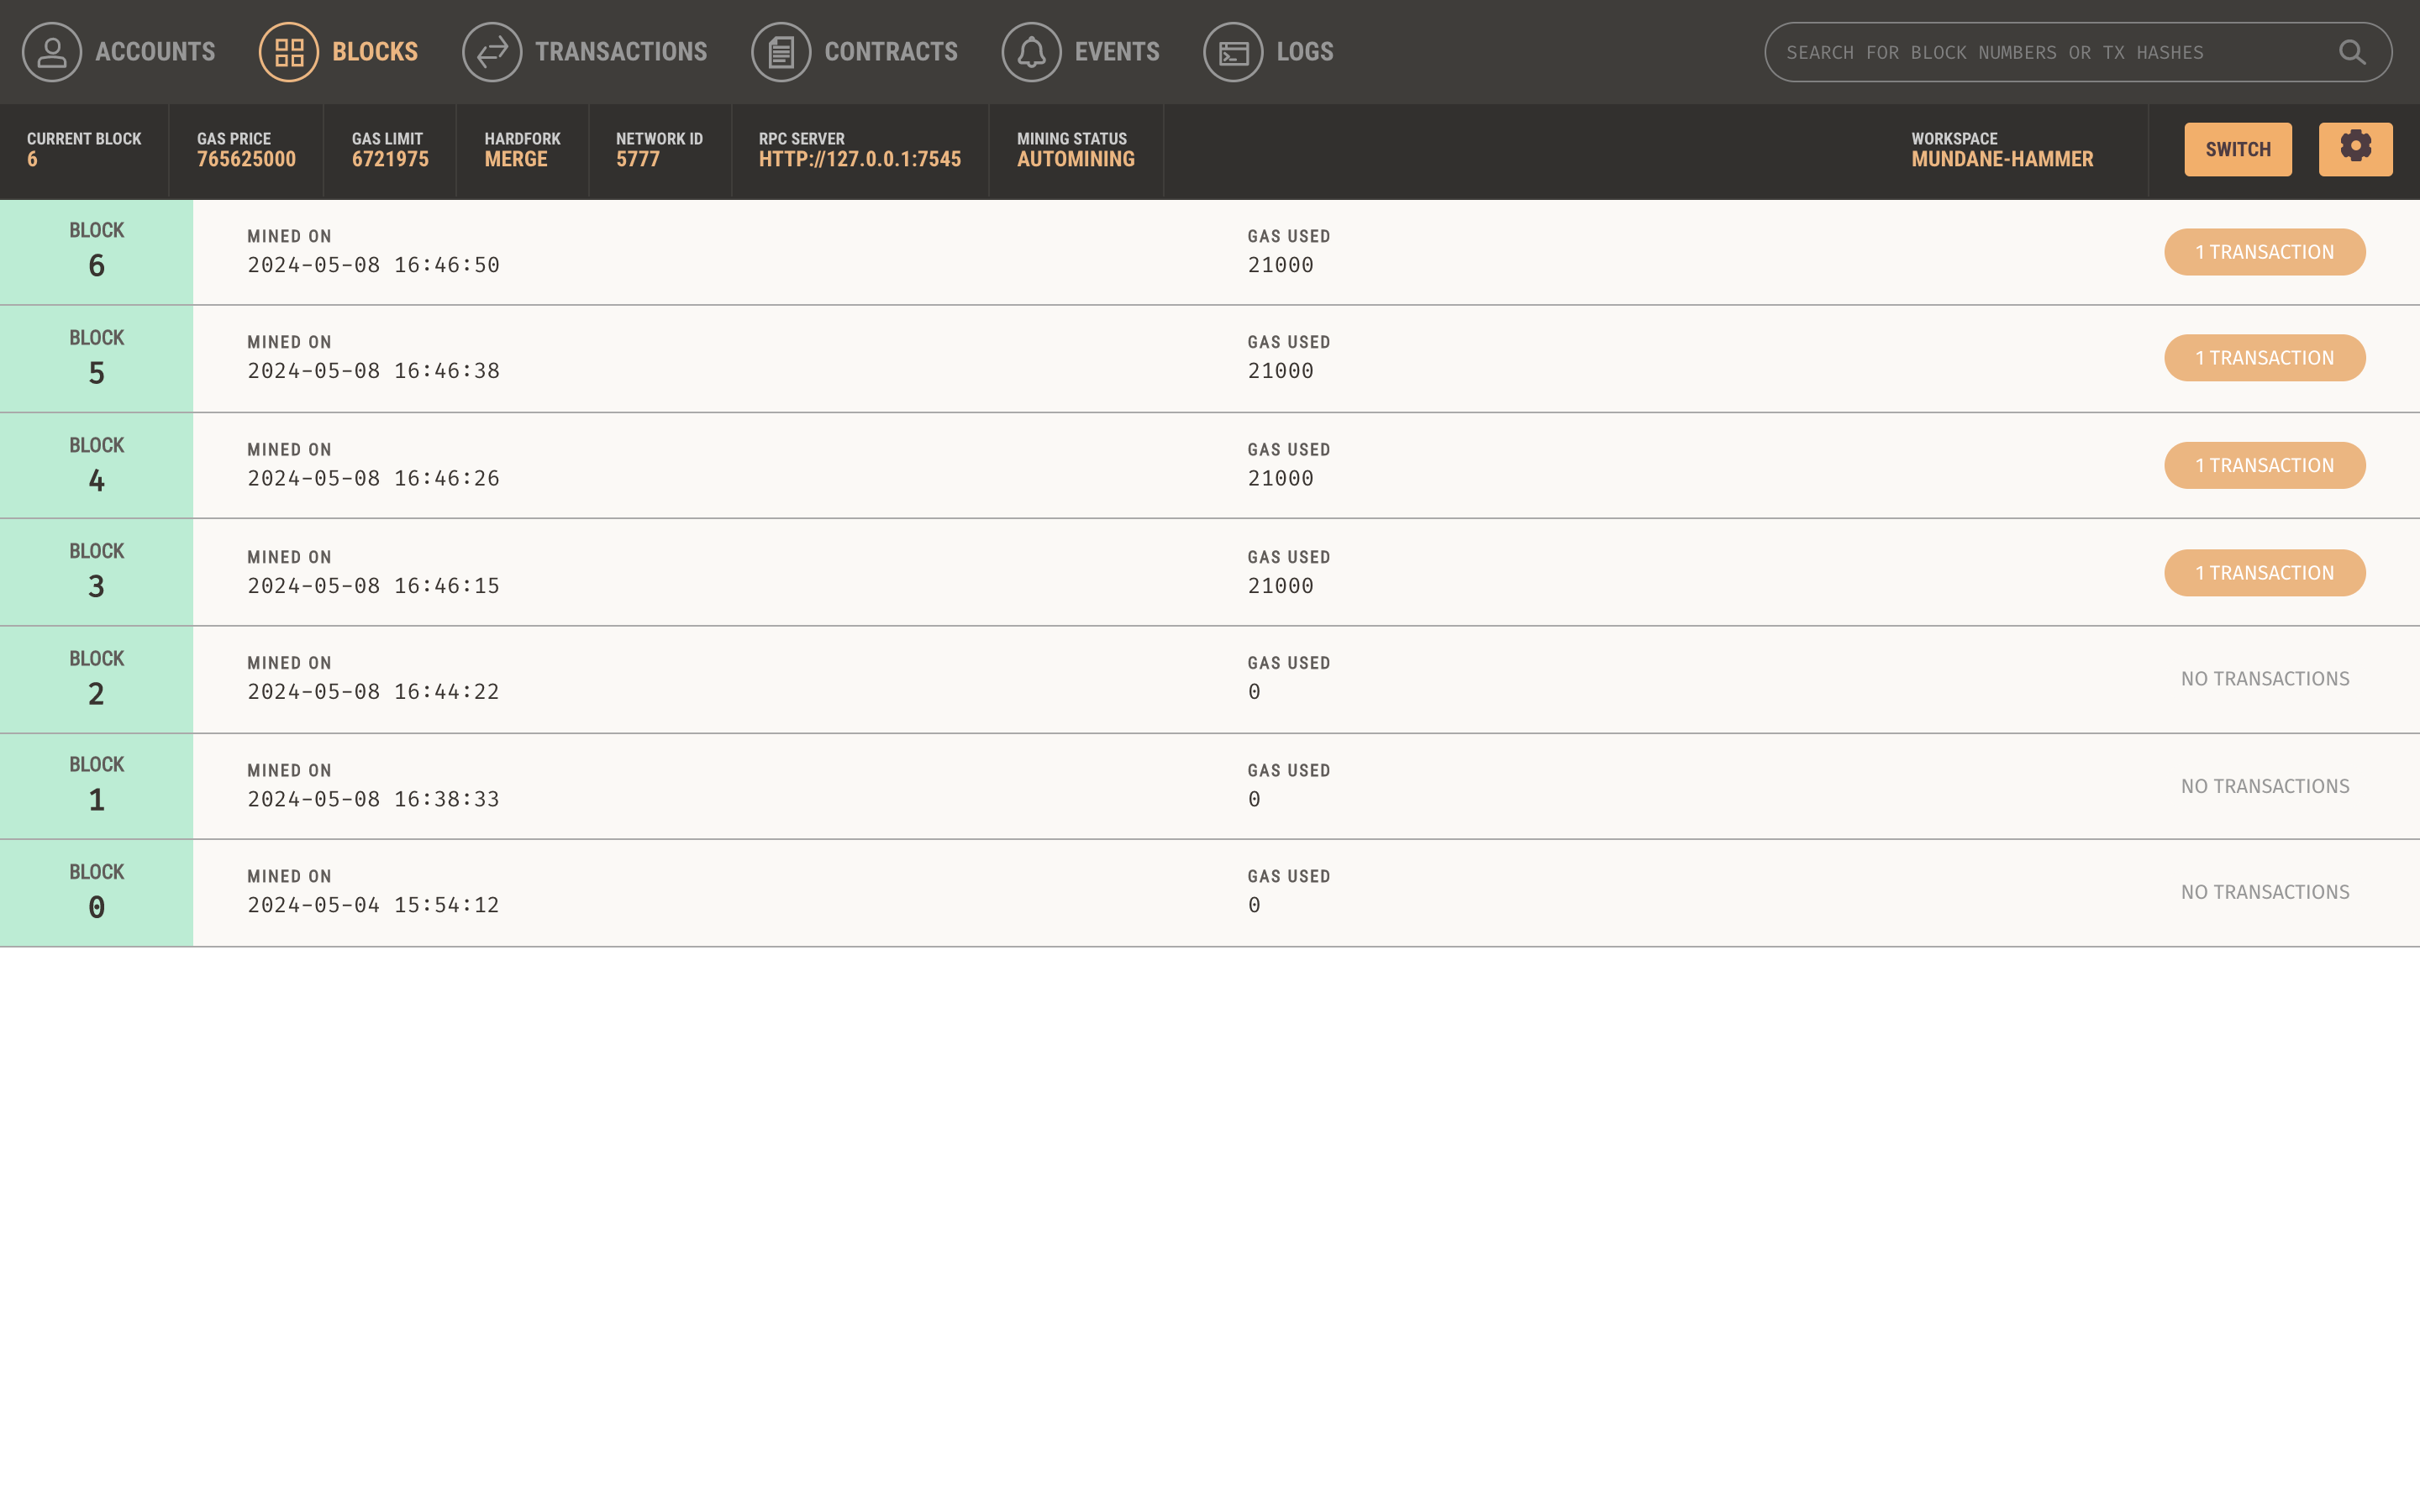 ACCOUNTS BLOCKS TRANSACTIONS CONTRACTS EVENTS LOGS SEARCH FOR BLOCK NUMBERS OR TX HASHES
CURRENT BLOCK GAS PRICE GAS LIMIT HARDFORK NETWORK ID RPC SERVER MINING STATUS WORKSPACE
6 765625000 6721975 MERGE 5777 HTTP://127.0.0.1:7545 AUTOMINING MUNDANE-HAMMER SWITCH
BLOCK MINED ON GAS USED
6 2024-05-08 16:46:50 21000 1 TRANSACTION
BLOCK MINED ON GAS USED
5 2024-05-08 16:46:38 21000 1 TRANSACTION
BLOCK MINED ON GAS USED
4 2024-05-08 16:46:26 21000 1 TRANSACTION
BLOCK MINED ON GAS USED
3 2024-05-08 16:46:15 21000 1 TRANSACTION
BLOCK MINED ON GAS USED
2 2024-05-08 16:44:22 0 NO TRANSACTIONS
BLOCK MINED ON GAS USED
1 2024-05-08 16:38:33 0 NO TRANSACTIONS
BLOCK MINED ON GAS USED
0 2024-05-04 15:54:12 0 NO TRANSACTIONS